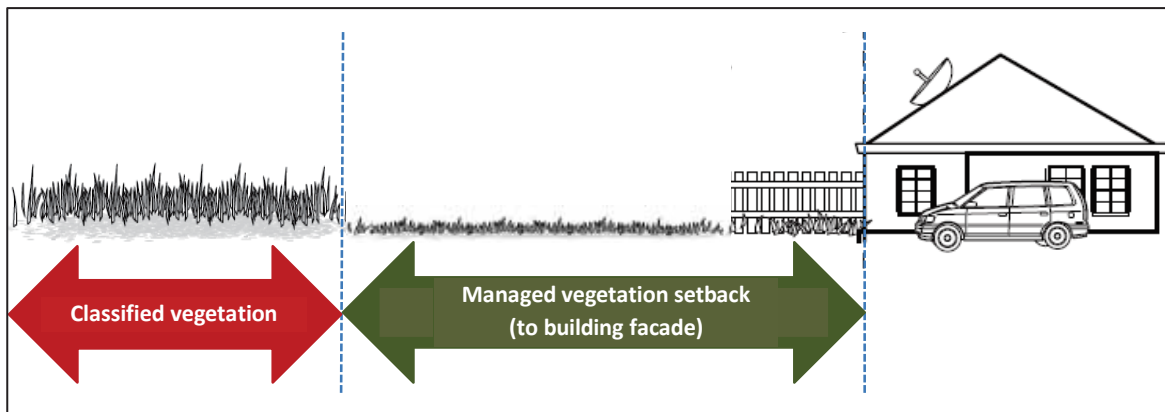 Classified vegetation
Managed vegetation setback
(to building facade)